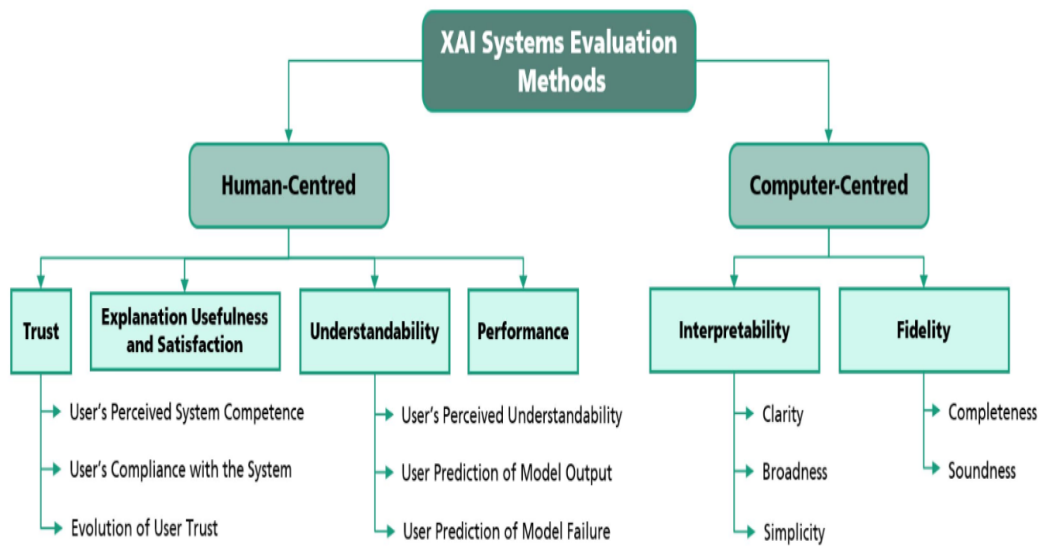 XAI Systems Evaluation
Methods
Human-Centred
Computer-Centred
Trust
Explanation Usefulness
and Satisfaction
Understandability
Performance
Interpretability
Fidelity
User's Perceived System Competence
User's Compliance with the System
Evolution of User Trust
User's Perceived Understandability
User Prediction of Model Output
User Prediction of Model Failure
Clarity
Broadness
Simplicity
Completeness
Soundness